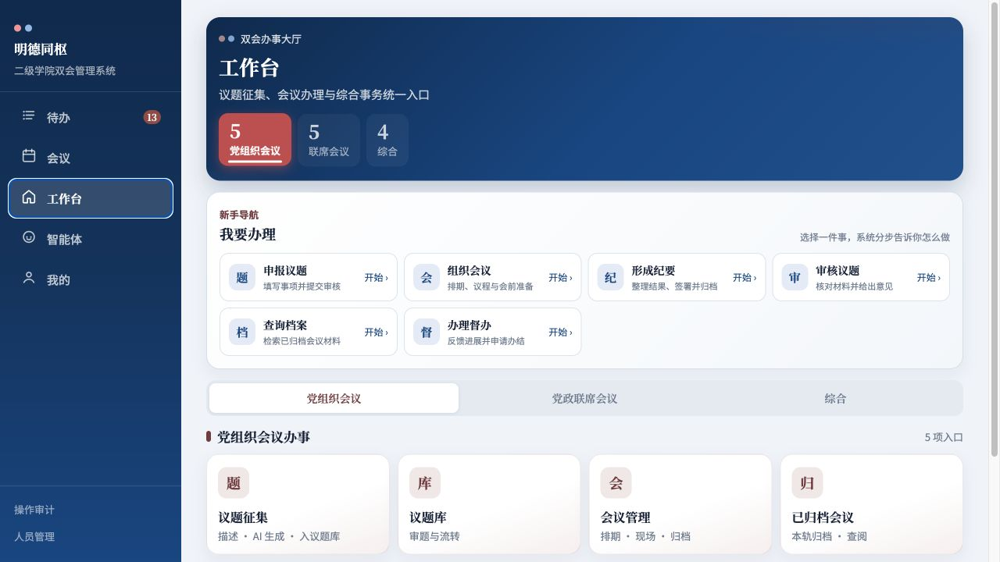 明德同枢
二级学院双会管理系统
待办
13
会议
工作台
智能体
我的
操作审计
人员管理
双会办事大厅
工作台
议题征集、会议办理与综合事务统一入口
5
党组织会议
5
联席会议
4
综合
新手导航
我要办理
选择一件事，系统分步告诉你怎么做
题
申报议题
填写事项并提交审核
开始 ›
会
组织会议
排期、议程与会前准备
开始 ›
纪
形成纪要
整理结果、签署并归档
开始 ›
审
审核议题
核对材料并给出意见
开始 ›
档
查询档案
检索已归档会议材料
开始 ›
督
办理督办
反馈进展并申请办结
开始 ›
党组织会议
党政联席会议
综合
党组织会议办事
5 项入口
题
议题征集
描述 · AI 生成 · 入议题库
库
议题库
审题与流转
会
会议管理
排期 · 现场 · 归档
归
已归档会议
本轨归档 · 查阅